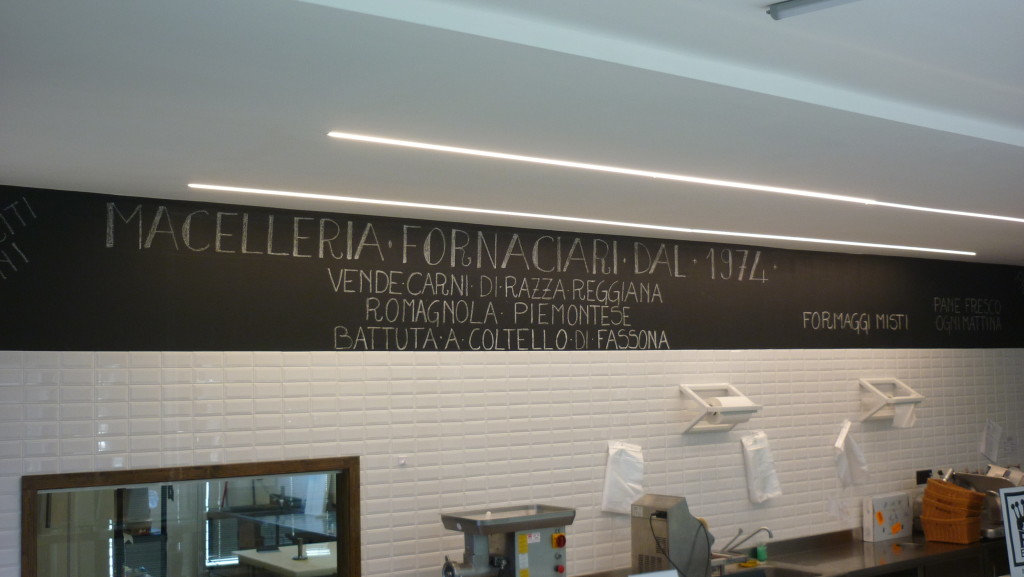 MACELLERIA · FORNACIARI · DAL · 1974 ·
VENDE·CARNI·DI·RAZZA·REGGIANA
ROMAGNOLA · PIEMONTESE
BATTUTA·A·COLTELLO·DI·FASSONA
FORMAGGI MISTI
PANE FRESCO
OGNI MATTINA